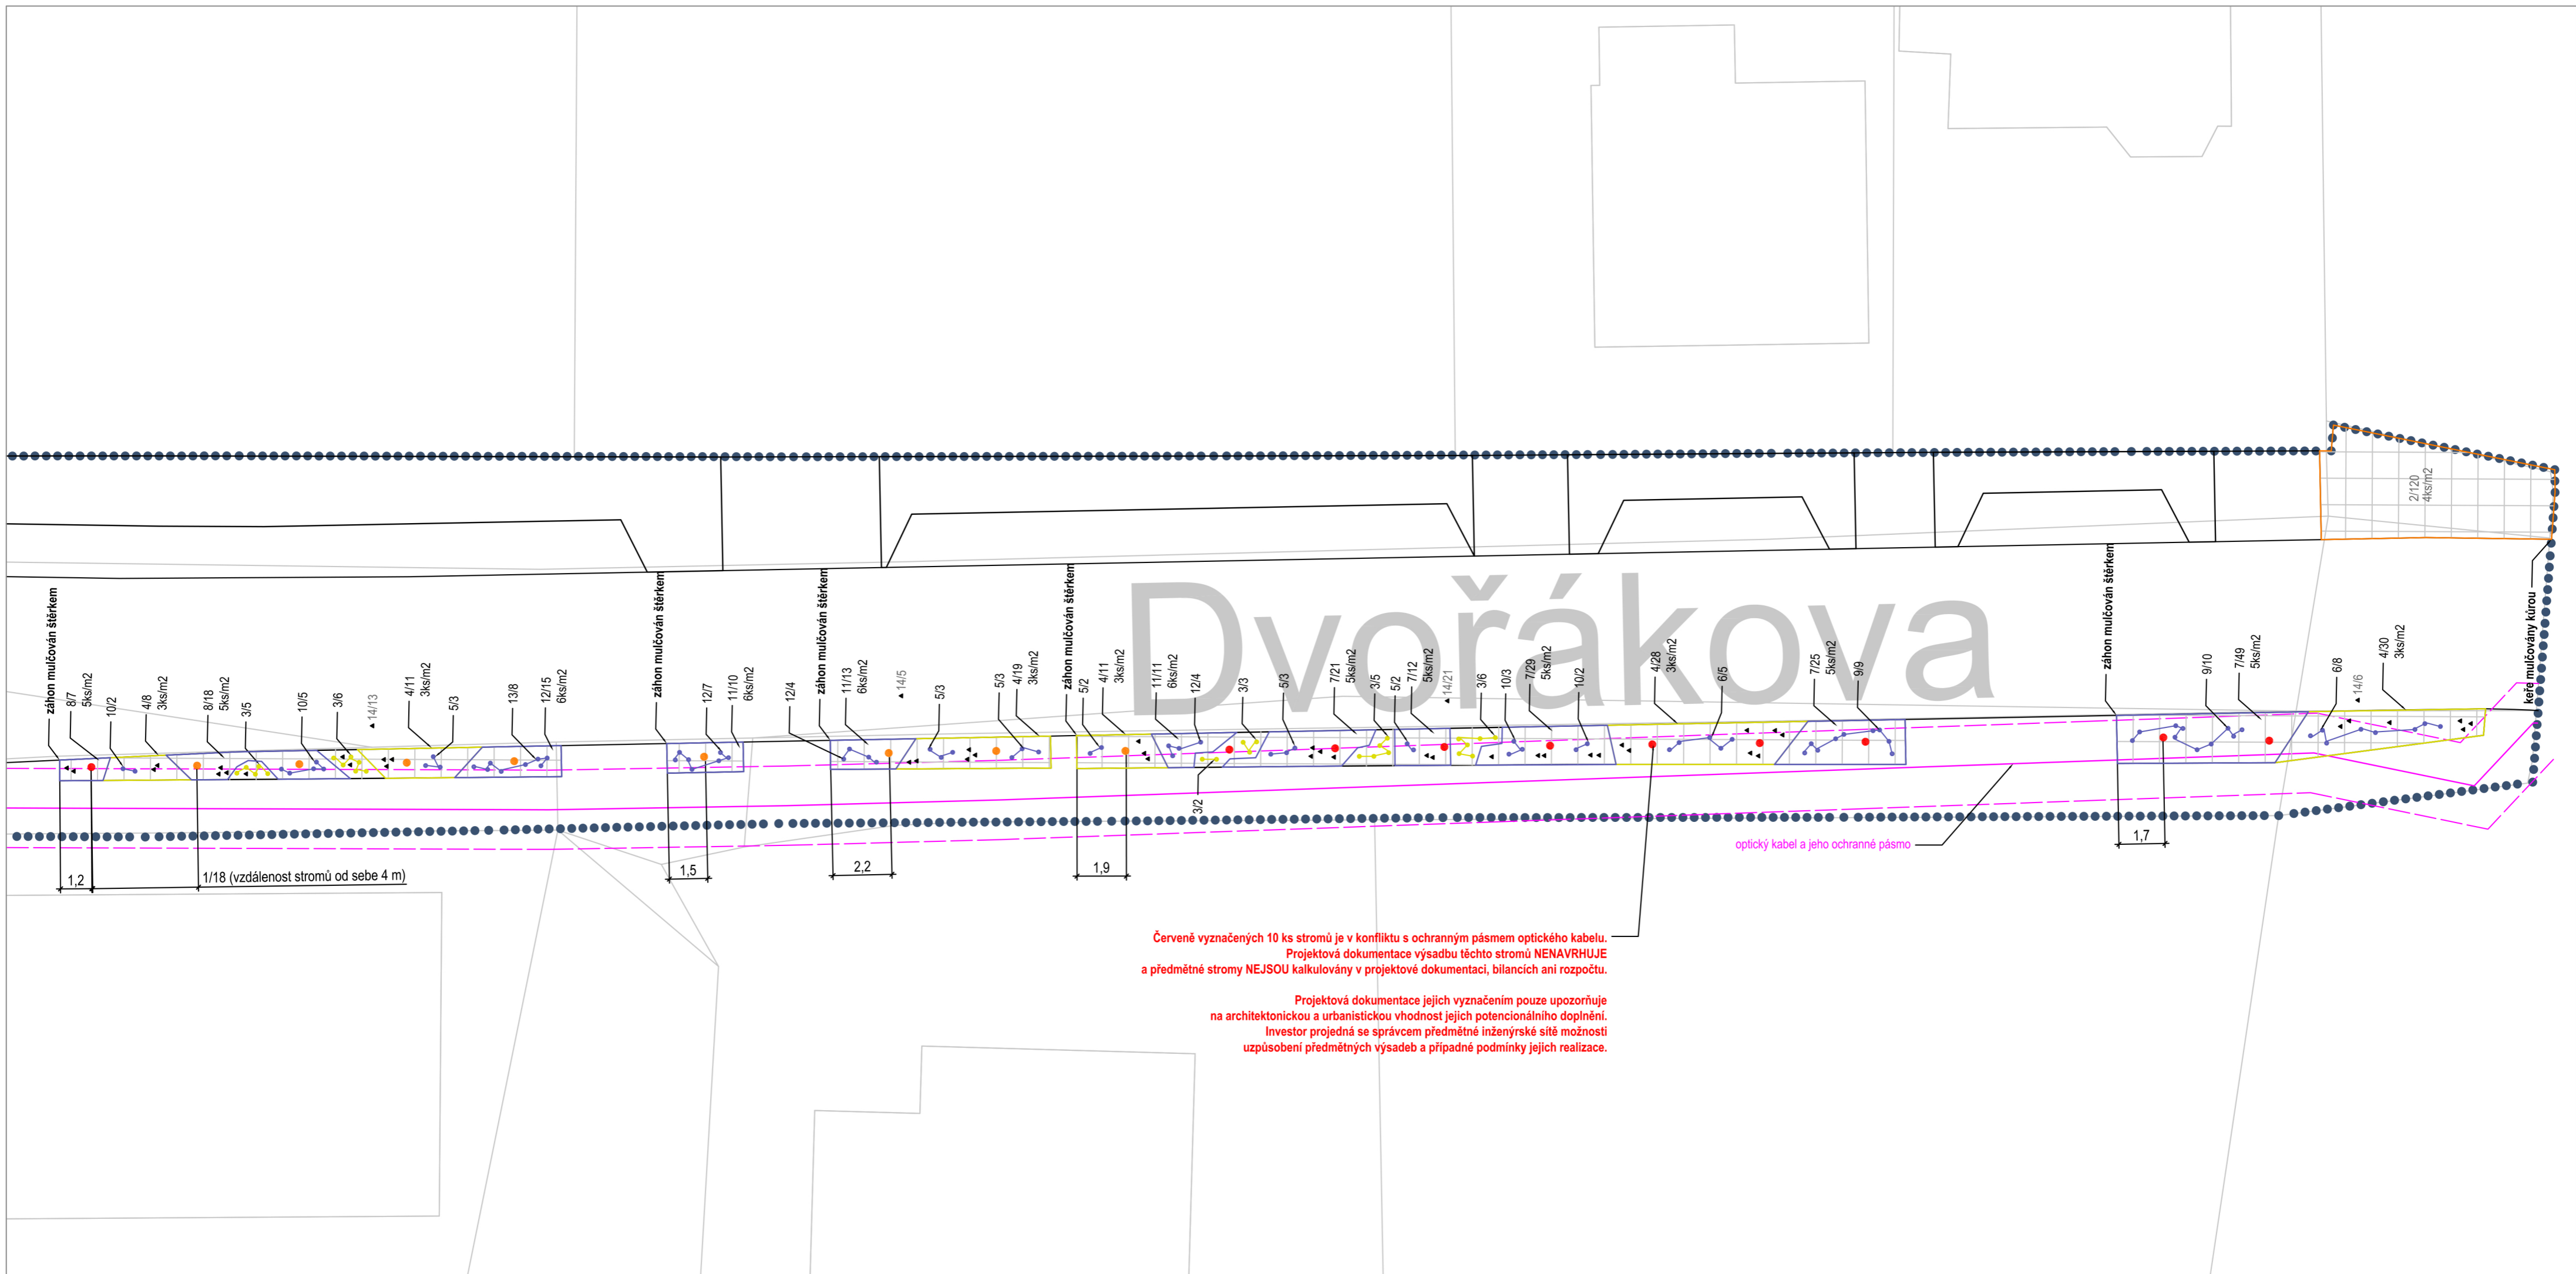 2/120
4ks/m2
Dvořákova
záhon mulčován štěrkem
8/7
5ks/m2
10/2
4/8
3ks/m2
8/18
5ks/m2
3/5
10/5
3/6
▲14/13
4/11
3ks/m2
5/3
13/8
12/15
6ks/m2
záhon mulčován štěrkem
12/7
11/10
6ks/m2
12/4
záhon mulčován štěrkem
11/13
6ks/m2
▲14/5
5/3
5/3
4/19
3ks/m2
záhon mulčován štěrkem
5/2
4/11
3ks/m2
11/11
6ks/m2
12/4
3/2
3/3
5/3
7/21
5ks/m2
3/5
5/2
7/12
5ks/m2
▲14/21
3/6
10/3
7/29
5ks/m2
10/2
4/28
3ks/m2
6/5
7/25
5ks/m2
9/9
záhon mulčován štěrkem
9/10
7/49
5ks/m2
6/8
▲14/6
4/30
3ks/m2
keře mulčovány kůrou
1,2
1/18 (vzdálenost stromů od sebe 4 m)
1,5
2,2
1,9
1,7
optický kabel a jeho ochranné pásmo
Červeně vyznačených 10 ks stromů je v konfliktu s ochranným pásmem optického kabelu.
Projektová dokumentace výsadbu těchto stromů NENAVRHUJE
a předmětné stromy NEJSOU kalkulovány v projektové dokumentaci, bilancích ani rozpočtu.
Projektová dokumentace jejich vyznačením pouze upozorňuje
na architektonickou a urbanistickou vhodnost jejich potencionálního doplnění.
Investor projedná se správcem předmětné inženýrské sítě možnosti
uzpůsobení předmětných výsadeb a případné podmínky jejich realizace.